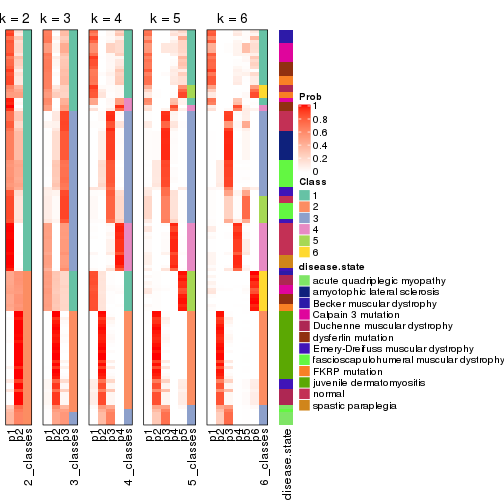 k = 2 k = 3 k = 4 k = 5 k = 6
Prob
1
0.8
0.6
0.4
0.2
0
Class
1
2
3
4
5
6
disease.state
acute quadriplegic myopathy
amyotophic lateral sclerosis
Becker muscular dystrophy
Calpain 3 mutation
Duchenne muscular dystrophy
dysferlin mutation
Emery-Dreifuss muscular dystrophy
fascioscapulohumeral muscular dystrophy
FKRP mutation
juvenile dermatomyositis
normal
spastic paraplegia
p1 p2 2_classes p1 p2 p3 3_classes p1 p2 p3 p4 4_classes p1 p2 p3 p4 p5 5_classes p1 p2 p3 p4 p5 p6 6_classes disease.state